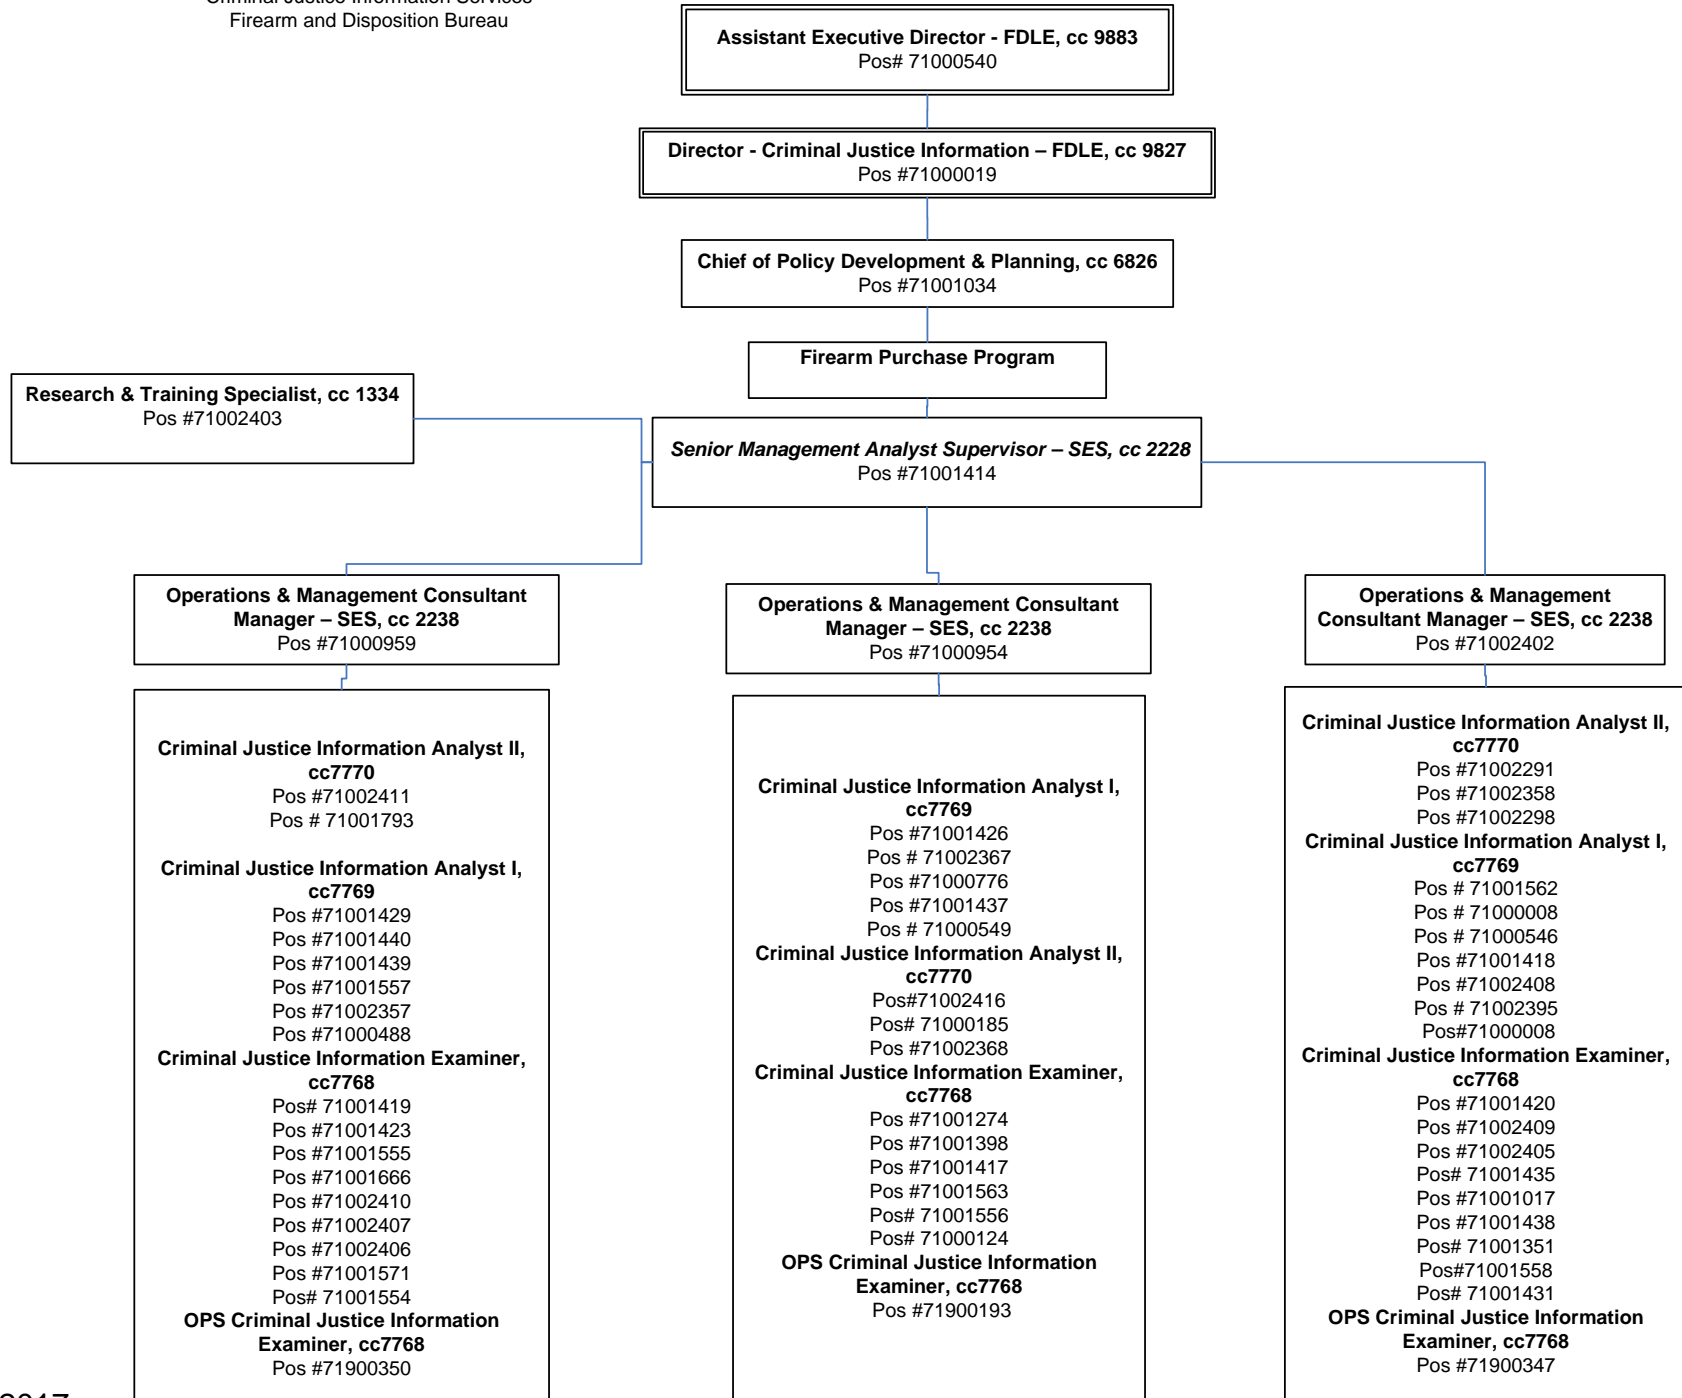 Criminal Justice Information Services
Firearm and Disposition Bureau
Assistant Executive Director - FDLE, cc 9883
Pos# 71000540
Director - Criminal Justice Information – FDLE, cc 9827
Pos #71000019
Chief of Policy Development & Planning, cc 6826
Pos #71001034
Firearm Purchase Program
Research & Training Specialist, cc 1334
Pos #71002403
Senior Management Analyst Supervisor – SES, cc 2228
Pos #71001414
Operations & Management Consultant
Manager – SES, cc 2238
Pos #71000959
Operations & Management Consultant
Manager – SES, cc 2238
Pos #71000954
Operations & Management
Consultant Manager – SES, cc 2238
Pos #71002402
Criminal Justice Information Analyst II,
cc7770
Pos #71002411
Pos # 71001793
Criminal Justice Information Analyst I,
cc7769
Pos #71001429
Pos #71001440
Pos #71001439
Pos #71001557
Pos #71002357
Pos #71000488
Criminal Justice Information Examiner,
cc7768
Pos# 71001419
Pos #71001423
Pos #71001555
Pos #71001666
Pos #71002410
Pos #71002407
Pos #71002406
Pos #71001571
Pos# 71001554
OPS Criminal Justice Information
Examiner, cc7768
Pos #71900350
Criminal Justice Information Analyst I,
cc7769
Pos #71001426
Pos # 71002367
Pos #71000776
Pos #71001437
Pos # 71000549
Criminal Justice Information Analyst II,
cc7770
Pos#71002416
Pos# 71000185
Pos #71002368
Criminal Justice Information Examiner,
cc7768
Pos #71001274
Pos #71001398
Pos #71001417
Pos #71001563
Pos# 71001556
Pos# 71000124
OPS Criminal Justice Information
Examiner, cc7768
Pos #71900193
Criminal Justice Information Analyst II,
cc7770
Pos #71002291
Pos #71002358
Pos #71002298
Criminal Justice Information Analyst I,
cc7769
Pos # 71001562
Pos # 71000008
Pos # 71000546
Pos #71001418
Pos #71002408
Pos # 71002395
Pos#71000008
Criminal Justice Information Examiner,
cc7768
Pos #71001420
Pos #71002409
Pos #71002405
Pos# 71001435
Pos #71001017
Pos #71001438
Pos# 71001351
Pos#71001558
Pos# 71001431
OPS Criminal Justice Information
Examiner, cc7768
Pos #71900347